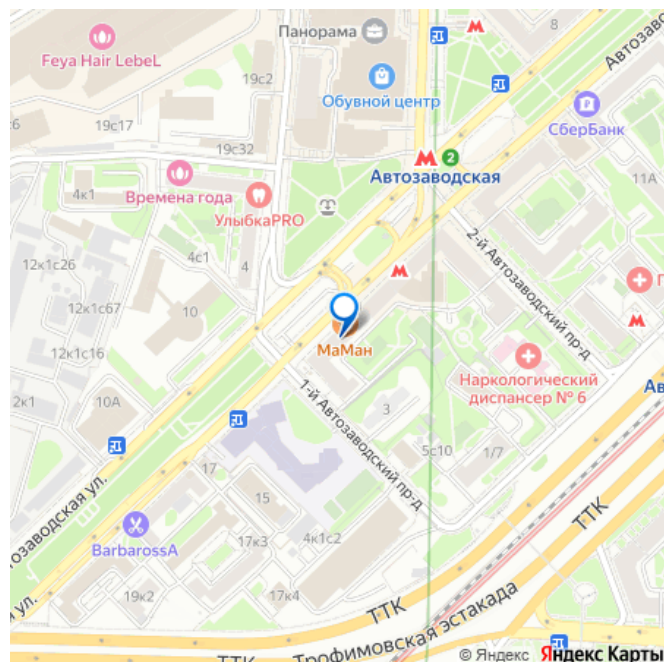 Панорама
8
Feya Hair LebeL
19с2
Автозаво
Обувной центр
19с17
СберБанк
19с32
2
Автозаводская
4к1
Времена года
11А
УлыбкаPRO
2-й Автозаводский пр-д
4с1
12к1с26
4
12к1с67
10
П
МаМан
12к1с16
Наркологический
диспансер № 6
Ав
2к1
10А
1-й Автозаводский пр-д
3
5с10
1/7
17
тозаводская ул.
15
ТТК
BarbarossA
17к3
4к1с2
19к2
17к4
ТТК
я ул.
Трофимовская эстакада
ТТК
© Яндекс Яндекс Карты